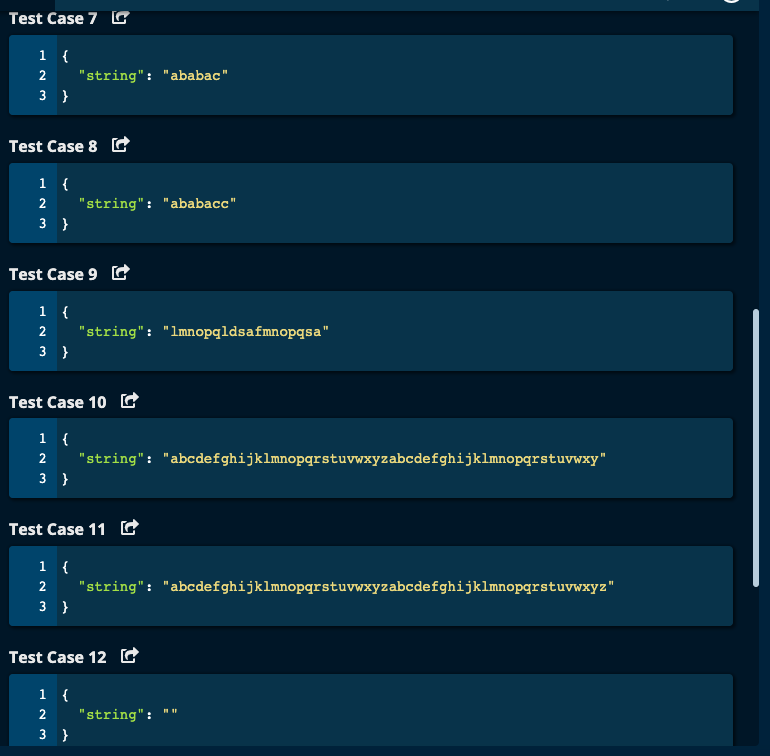 Test Case 7
1 {
2 "string": "ababac"
3 }
Test Case 8
1 {
2 "string": "ababacc"
3 }
Test Case 9
1 {
2 "string": "lmnopqldsafmnopqsa"
3 }
Test Case 10
1 {
2 "string": "abcdefghijklmnopqrstuvwxyzabcdefghijklmnopqrstuvwxy"
3 }
Test Case 11
1 {
2 "string": "abcdefghijklmnopqrstuvwxyzabcdefghijklmnopqrstuvwxyz"
3 }
Test Case 12
1 {
2 "string": ""
3 }